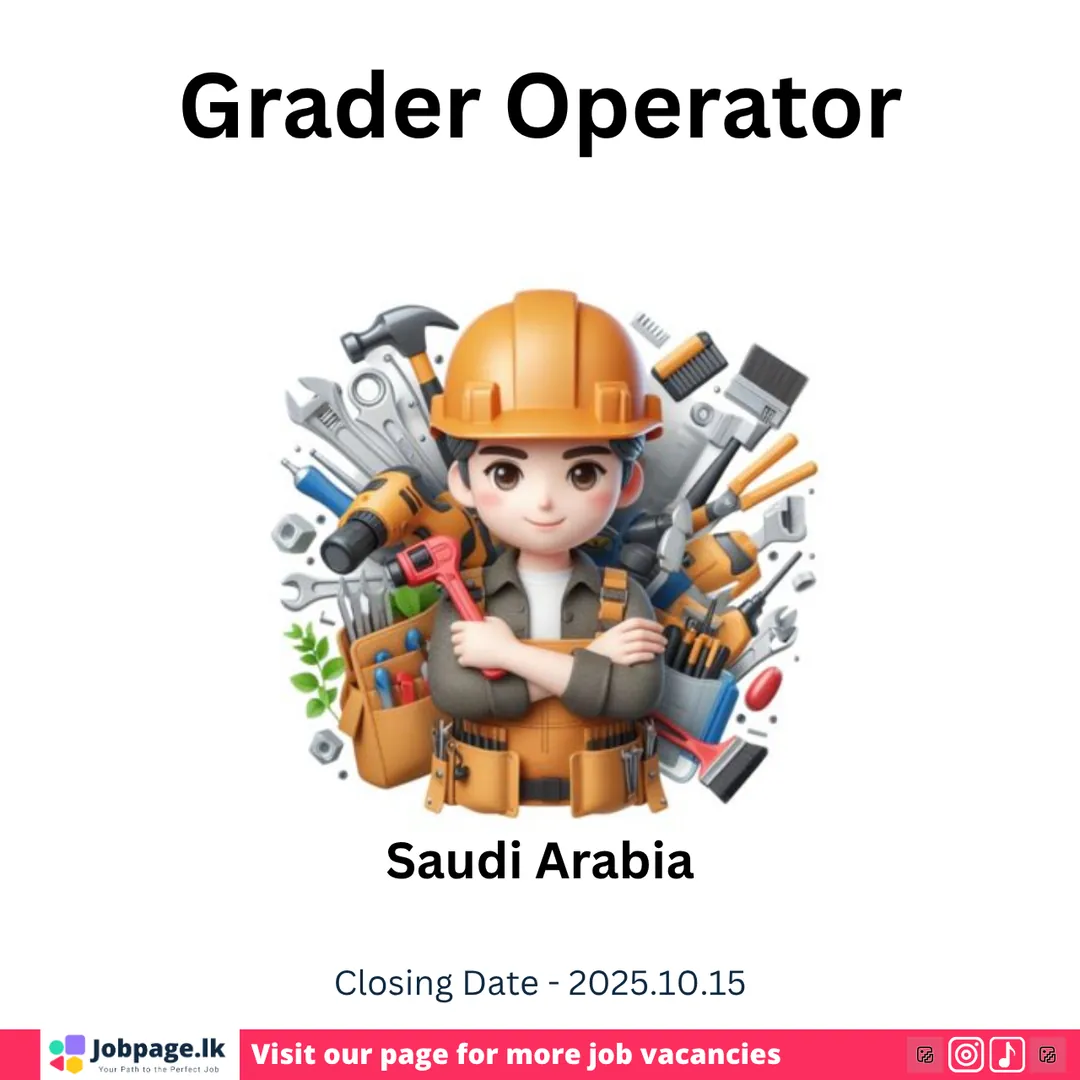 Grader Operator
Saudi Arabia
Closing Date - 2025.10.15
Jobpage.lk
Your Path to the Perfect Job
Visit our page for more job vacancies